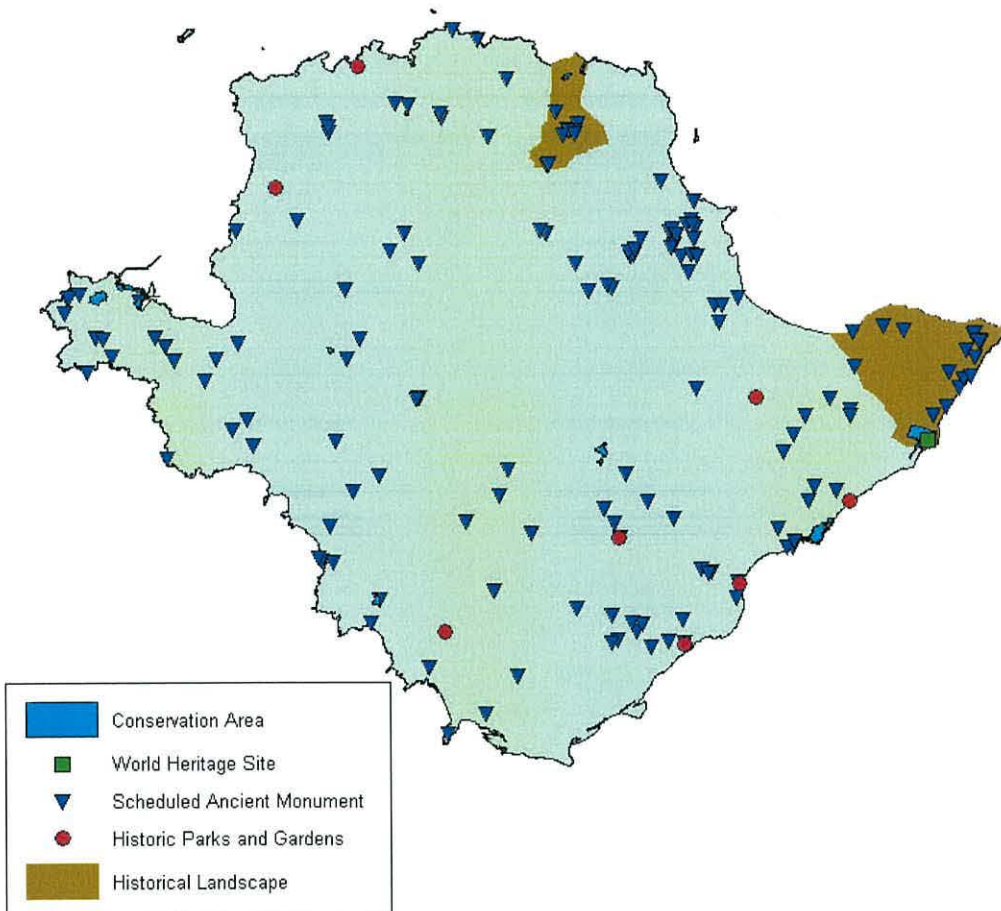 Conservation Area
World Heritage Site
Scheduled Ancient Monument
Historic Parks and Gardens
Historical Landscape